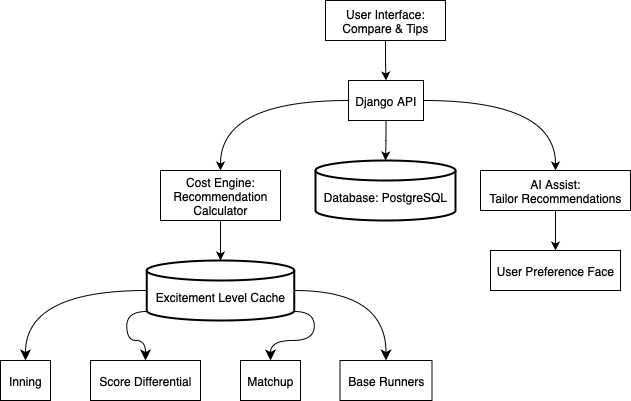 User Interface:
Compare & Tips
Django API
Cost Engine:
Recommendation
Calculator
Database: PostgreSQL
AI Assist:
Tailor Recommendations
User Preference Face
Excitement Level Cache
Inning
Score Differential
Matchup
Base Runners